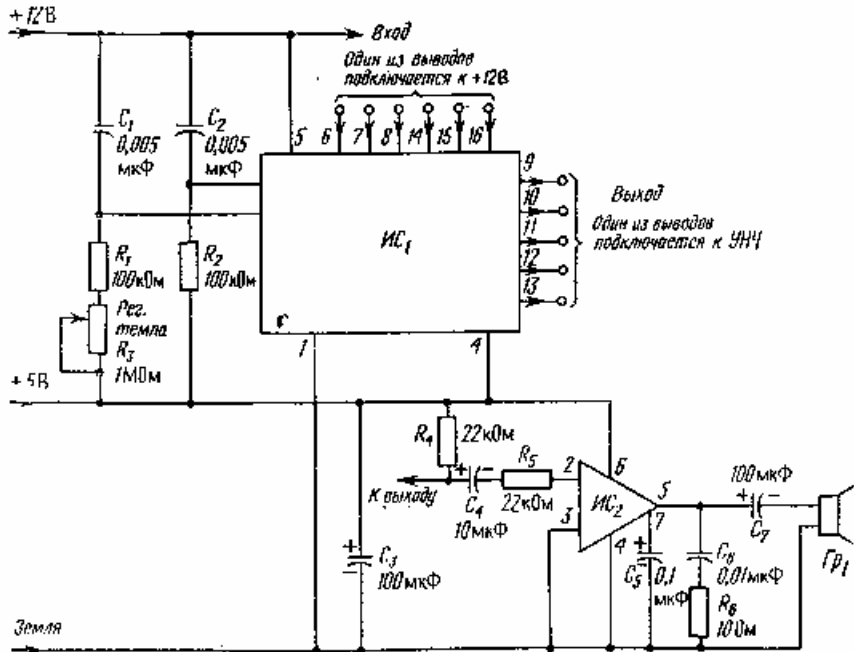 +12В
Вход
Один из выводов
подключается к +12В
C1
0,005
мкФ
C2
0,005
мкФ
5
6
7
8
14
15
16
ИС1
9
10
11
12
13
Выход
Один из выводов
подключается к УНЧ
R1
100кОм
R2
100кОм
Рег.
темпа
R3
1МОм
1
4
+5В
R4
22кОм
К выходу
C4
10мкФ
R5
22кОм
2
3
6
ИС2
5
7
4
C3
100мкФ
C5
0,1
мкФ
100мкФ
C7
C6
0,01мкФ
R6
10Ом
Гр1
Земля